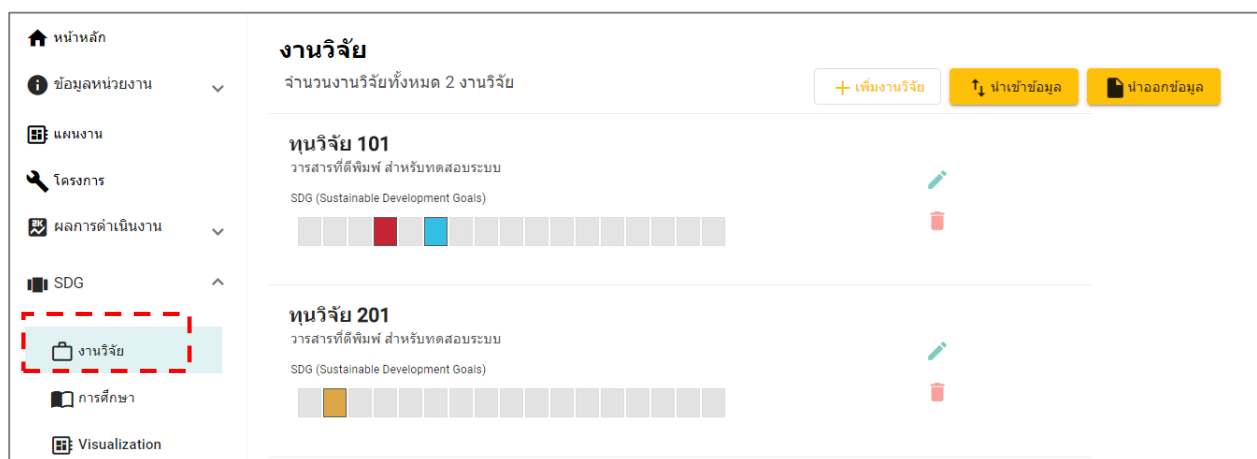 หน้าหลัก
ข้อมูลหน่วยงาน
แผนงาน
โครงการ
ผลการดำเนินงาน
SDG
งานวิจัย
การศึกษา
Visualization
งานวิจัย
จำนวนงานวิจัยทั้งหมด 2 งานวิจัย
+ เพิ่มงานวิจัย
นำเข้าข้อมูล
นำออกข้อมูล
ทุนวิจัย 101
วารสารที่ตีพิมพ์ สำหรับทดสอบระบบ
SDG (Sustainable Development Goals)
ทุนวิจัย 201
วารสารที่ตีพิมพ์ สำหรับทดสอบระบบ
SDG (Sustainable Development Goals)